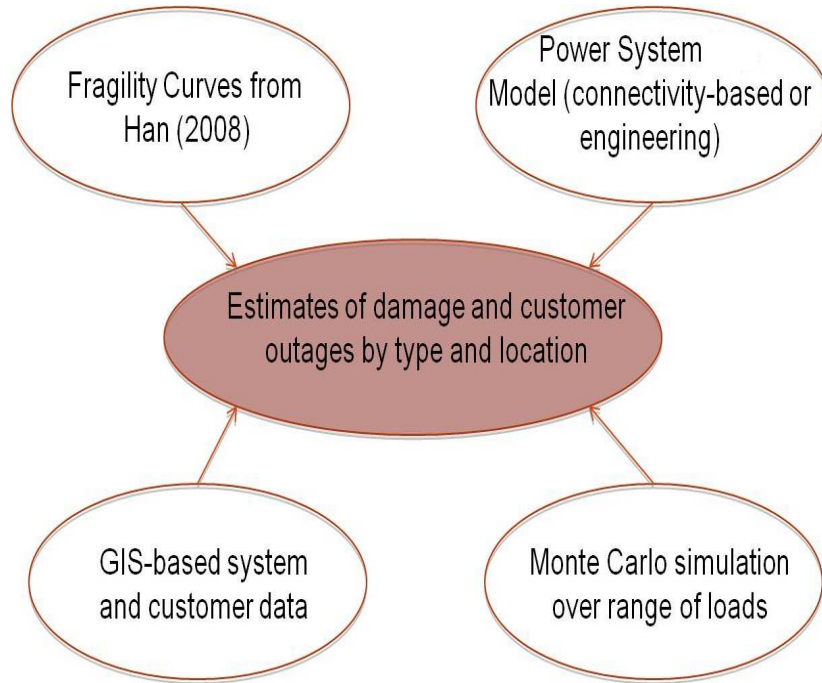 Fragility Curves from
Han (2008)
Power System
Model (connectivity-based or
engineering)
Estimates of damage and customer
outages by type and location
GIS-based system
and customer data
Monte Carlo simulation
over range of loads